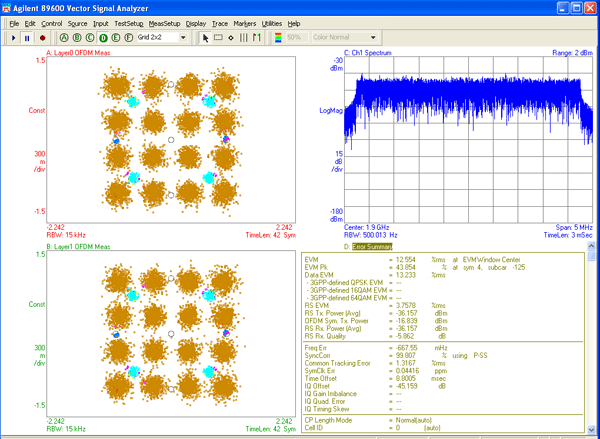 Agilent 89600 Vector Signal Analyzer
File Edit Control Source Input TestSetup MeasSetup Display Trace Markers Utilities Help
A B C D E F Grid 2x2 50% Color Normal
A: Layer0 OFDM Meas
1.5
Const
300
m
/div
-1.5
-2.242 2.242
RBW: 15 kHz TimeLen: 42 Sym
C: Ch1 Spectrum Range: 2 dBm
-30
dBm
LogMag
15
dB
/div
-180
dBm
Center: 1.9 GHz Span: 5 MHz
RBW: 500.013 Hz TimeLen: 3 mSec
B: Layer1 OFDM Meas
1.5
Const
300
m
/div
-1.5
-2.242 2.242
RBW: 15 kHz TimeLen: 42 Sym
D: Error Summary
EVM = 12.554 %rms at EVMWindow Center
EVM Pk = 43.854 % at sym 4, subcar -125
Data EVM = 13.233 %rms
- 3GPP-defined QPSK EVM = ---
- 3GPP-defined 16QAM EVM = ---
- 3GPP-defined 64QAM EVM = ---
RS EVM = 3.7578 %rms
RS Tx. Power (Avg) = -36.157 dBm
OFDM Sym. Tx. Power = -16.839 dBm
RS Rx. Power (Avg) = -36.157 dBm
RS Rx. Quality = -5.862 dB
Freq Err = -667.55 mHz
SyncCorr = 99.807 % using P-SS
Common Tracking Error = 1.3167 %rms
SymClk Err = 0.04416 ppm
Time Offset = 8.8005 msec
IQ Offset = -45.159 dB
IQ Gain Imbalance = ---
IQ Quad. Error = ---
IQ Timing Skew = ---
CP Length Mode = Normal(auto)
Cell ID = 0 (auto)